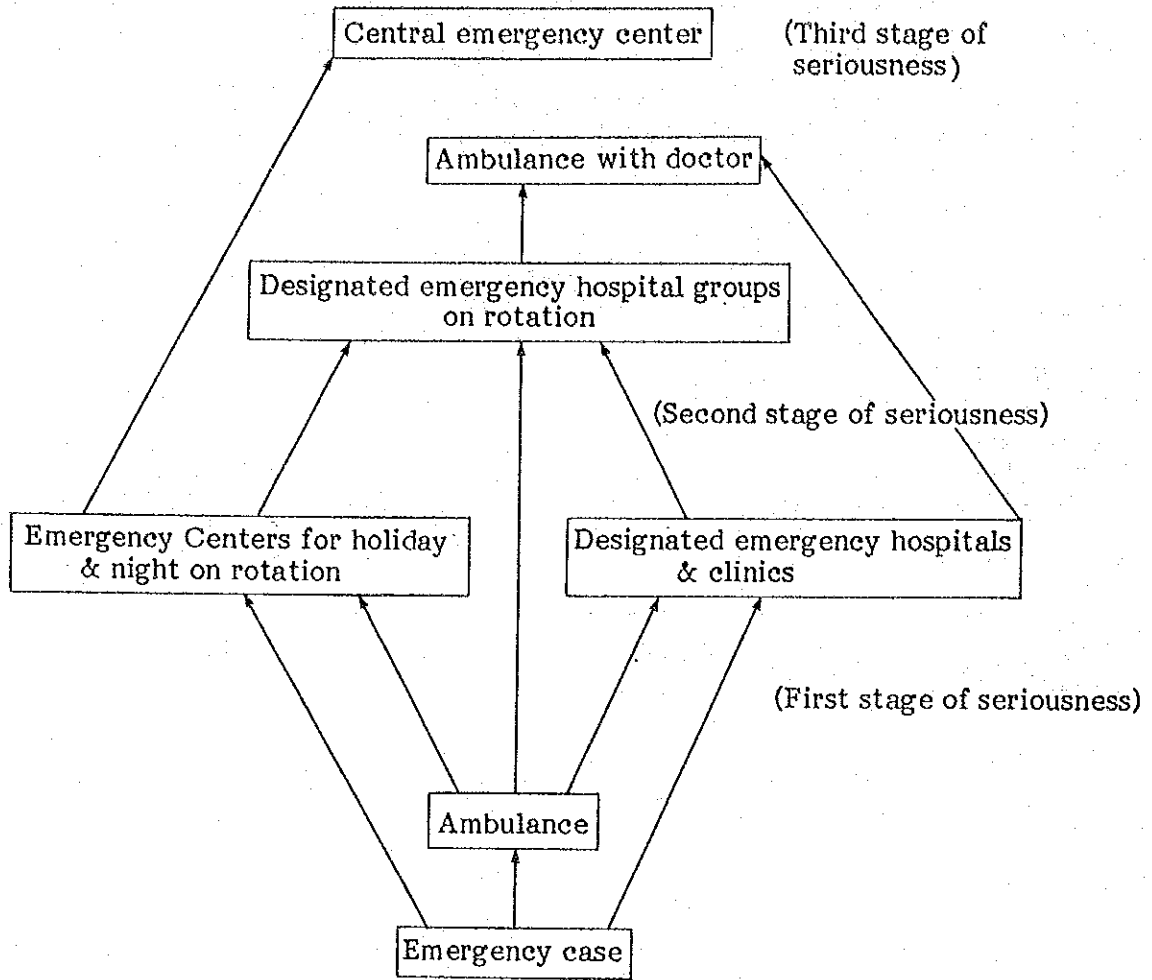 Central emergency center
(Third stage of
seriousness)
Ambulance with doctor
Designated emergency hospital groups
on rotation
(Second stage of seriousness)
Emergency Centers for holiday
& night on rotation
Designated emergency hospitals
& clinics
(First stage of seriousness)
Ambulance
Emergency case